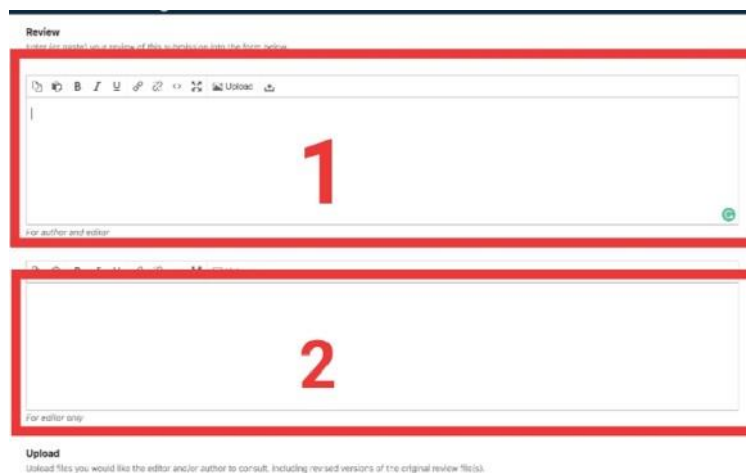 Review
Enter (or paste) your review of this submission into the form below.
B I U Upload
1
For author and editor
2
For editor only
Upload
Upload files you would like the editor and/or author to consult, including revised versions of the original review file(s).